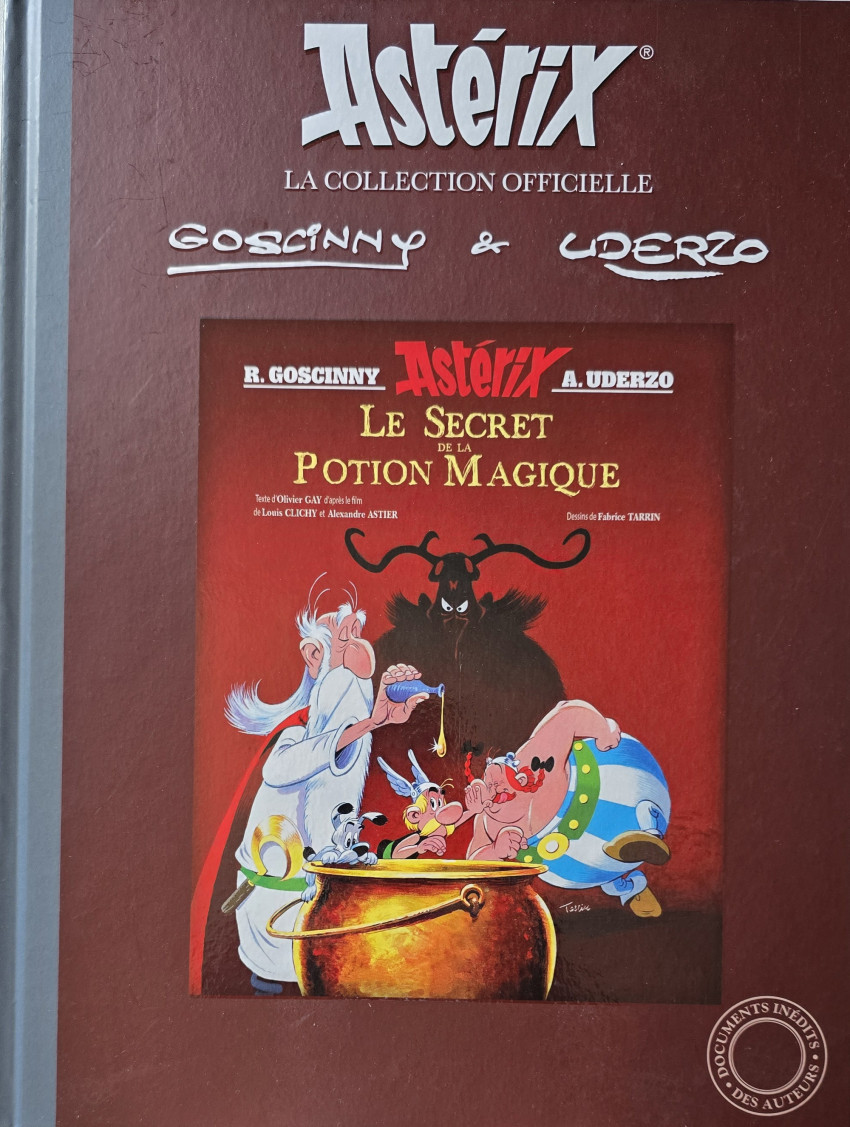 Astérix®
LA COLLECTION OFFICIELLE
GOSCINNY & UDERZO
R. GOSCINNY Astérix A. UDERZO
LE SECRET
DE LA
POTION MAGIQUE
Texte d'Olivier GAY d'après le film
de Louis CLICHY et Alexandre ASTIER
Dessins de Fabrice TARRIN
Tarrin
DOCUMENTS INÉDITS
• DES AUTEURS •